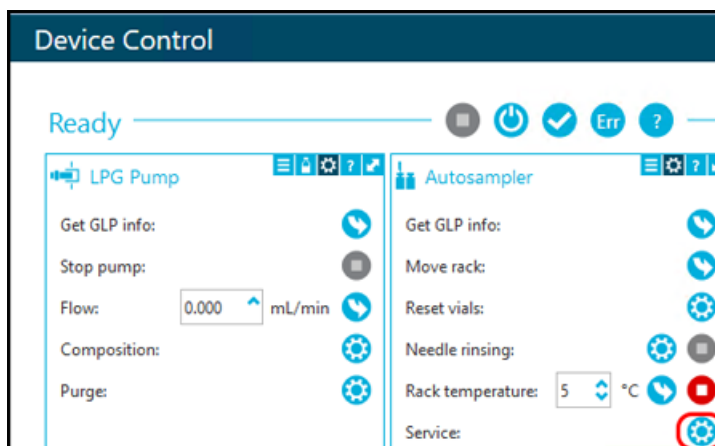 Device Control
Ready
Err ?
LPG Pump
?
Get GLP info:
Stop pump:
Flow: 0.000 mL/min
Composition:
Purge:
Autosampler
?
Get GLP info:
Move rack:
Reset vials:
Needle rinsing:
Rack temperature: 5 °C
Service: